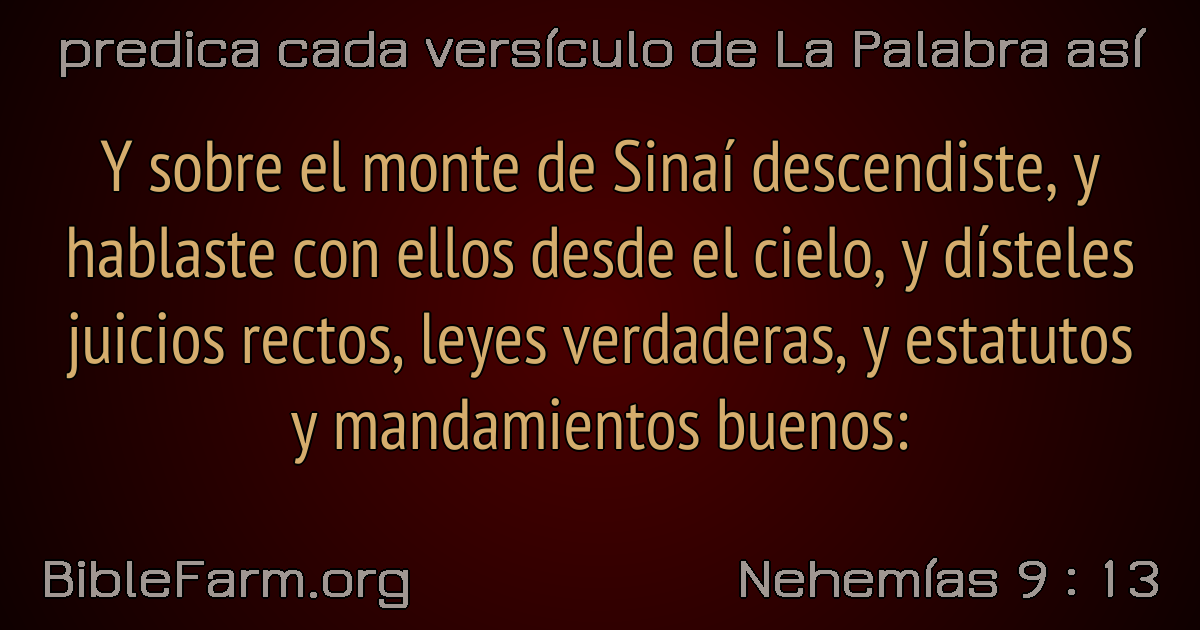 predica cada versículo de La Palabra así
Y sobre el monte de Sinaí descendiste, y
hablaste con ellos desde el cielo, y dísteles
juicios rectos, leyes verdaderas, y estatutos
y mandamientos buenos:
BibleFarm.org
Nehemías 9 : 13